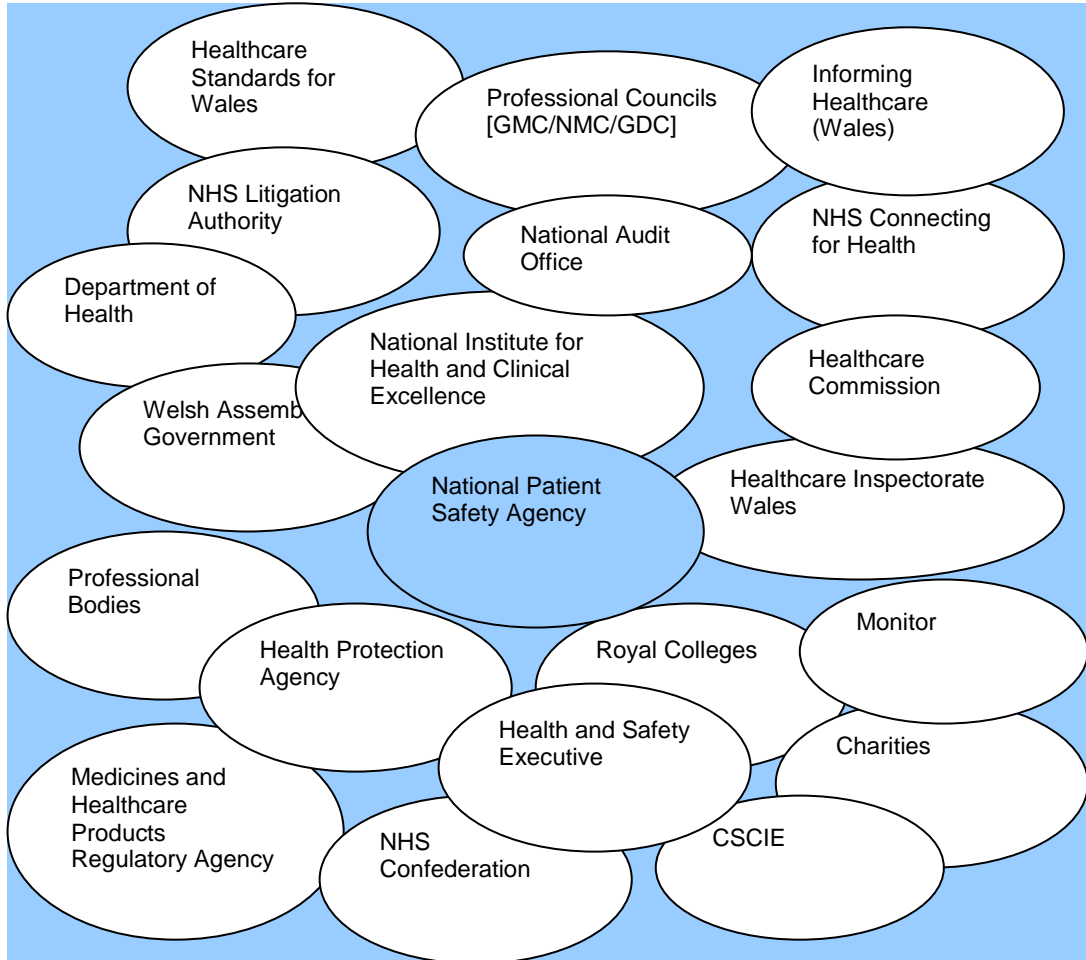 Healthcare
Standards for
Wales
Professional Councils
[GMC/NMC/GDC]
Informing
Healthcare
(Wales)
NHS Litigation
Authority
National Audit
Office
NHS Connecting
for Health
Department of
Health
National Institute for
Health and Clinical
Excellence
Healthcare
Commission
Welsh Assemb
Government
National Patient
Safety Agency
Healthcare Inspectorate
Wales
Professional
Bodies
Health Protection
Agency
Royal Colleges
Monitor
Health and Safety
Executive
Charities
Medicines and
Healthcare
Products
Regulatory Agency
NHS
Confederation
CSCIE